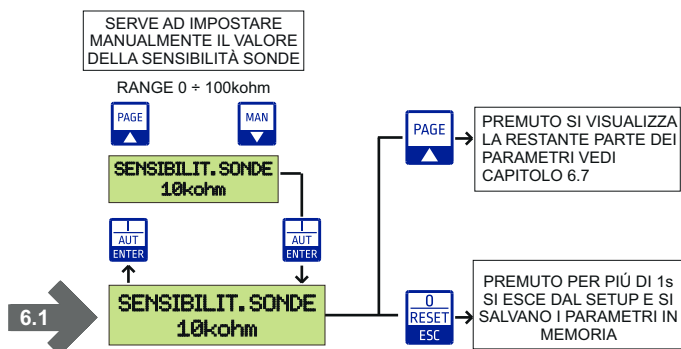 SERVE AD IMPOSTARE
MANUALMENTE IL VALORE
DELLA SENSIBILITÀ SONDE
RANGE 0 ÷ 100kohm
PAGE
MAN
SENSIBILIT.SONDE
10kohm
I
AUT
ENTER
I
AUT
ENTER
6.1
SENSIBILIT.SONDE
10kohm
PAGE
PREMUTO SI VISUALIZZA
LA RESTANTE PARTE DEI
PARAMETRI VEDI
CAPITOLO 6.7
0
RESET
ESC
PREMUTO PER PIÚ DI 1s
SI ESCE DAL SETUP E SI
SALVANO I PARAMETRI IN
MEMORIA